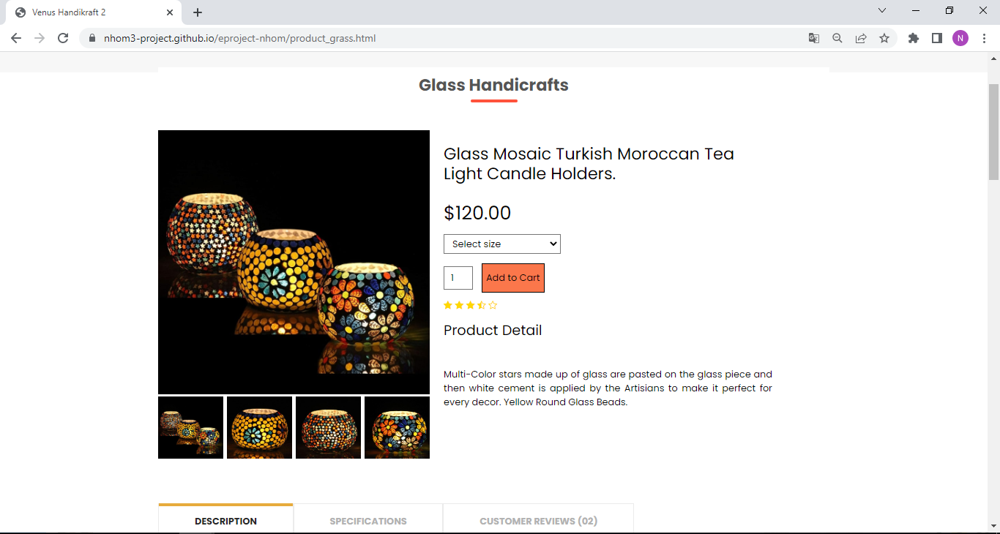 Venus Handikraft 2
nhom3-project.github.io/eproject-nhom/product_grass.html
N
Glass Handicrafts
Glass Mosaic Turkish Moroccan Tea
Light Candle Holders.
$120.00
Select size
1
Add to Cart
Product Detail
Multi-Color stars made up of glass are pasted on the glass piece and
then white cement is applied by the Artisians to make it perfect for
every decor. Yellow Round Glass Beads.
DESCRIPTION
SPECIFICATIONS
CUSTOMER REVIEWS (02)